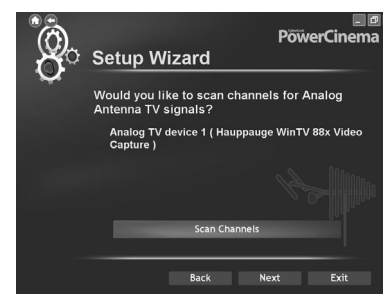 CyberLink
PowerCinema
Setup Wizard
Would you like to scan channels for Analog
Antenna TV signals?
Analog TV device 1 ( Hauppauge WinTV 88x Video
Capture )
Scan Channels
Back Next Exit